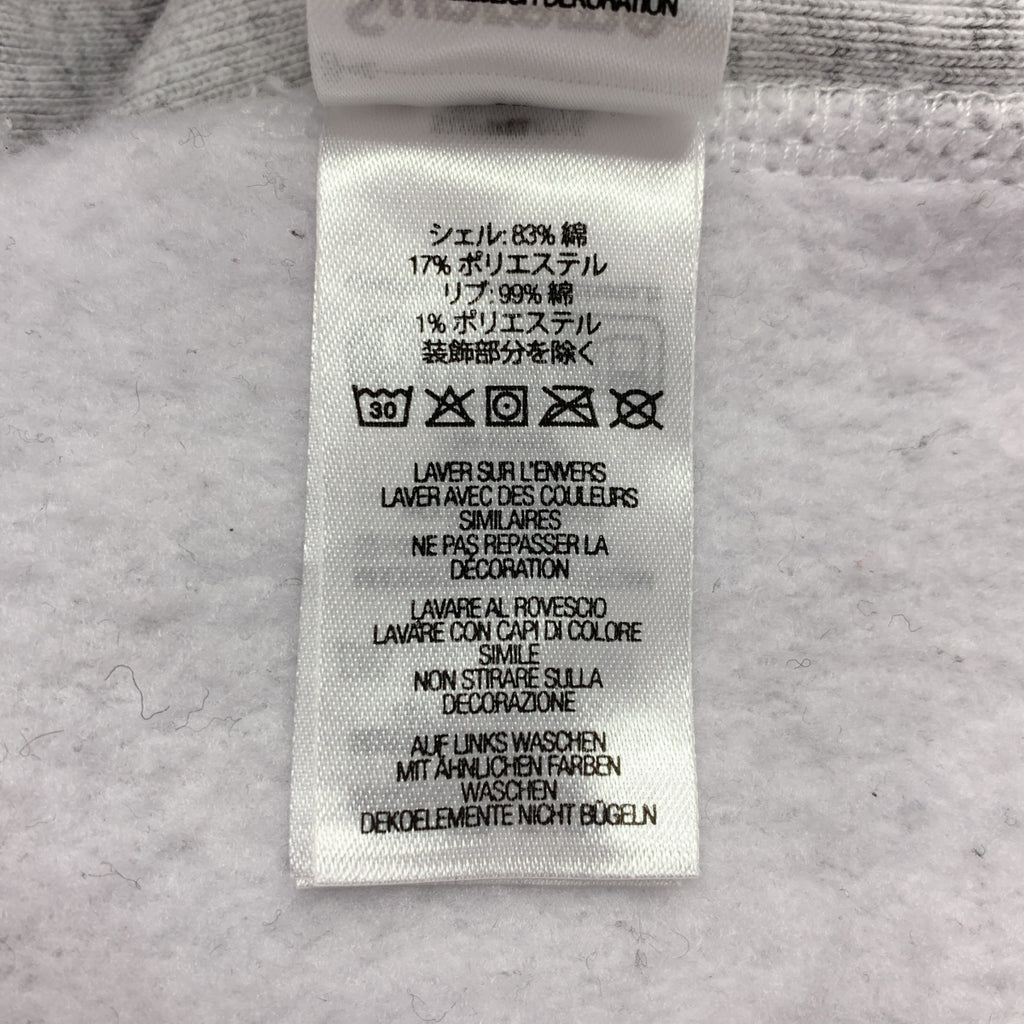 DEKORATION
シェル: 83% 綿
17% ポリエステル
リブ: 99% 綿
1% ポリエステル
装飾部分を除く
30
LAVER SUR L'ENVERS
LAVER AVEC DES COULEURS
SIMILAIRES
NE PAS REPASSER LA
DÉCORATION
LAVARE AL ROVESCIO
LAVARE CON CAPI DI COLORE
SIMILE
NON STIRARE SULLA
DECORAZIONE
AUF LINKS WASCHEN
MIT ÄHNLICHEN FARBEN
WASCHEN
DEKOELEMENTE NICHT BÜGELN